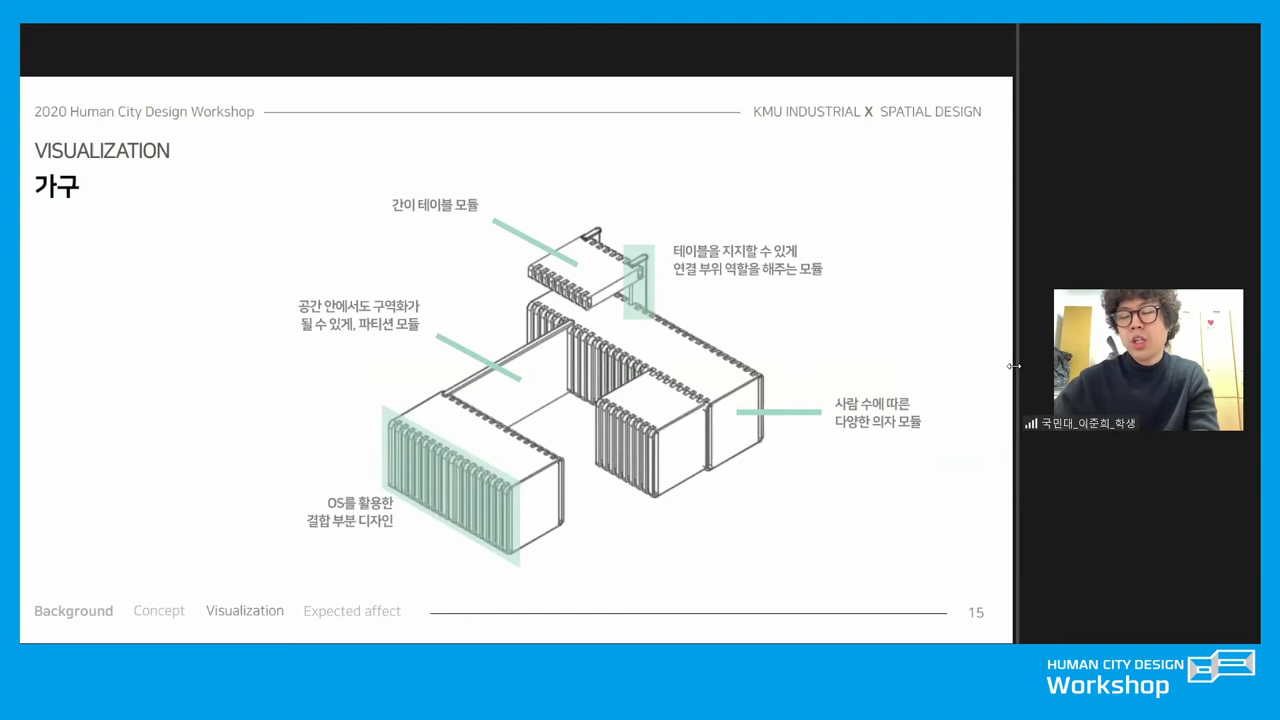 2020 Human City Design Workshop
KMU INDUSTRIAL X SPATIAL DESIGN
VISUALIZATION
가구
간이 테이블 모듈
테이블을 지지할 수 있게
연결 부위 역할을 해주는 모듈
공간 안에서도 구역화가
될 수 있게, 파티션 모듈
사람 수에 따른
다양한 의자 모듈
OS를 활용한
결합 부분 디자인
국민대_이준희_학생
Background Concept Visualization Expected affect
15
HUMAN CITY DESIGN
Workshop